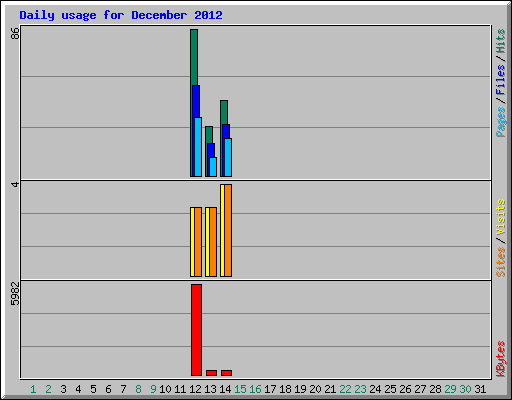 Daily usage for December 2012
86
4
5982
Pages / Files / Hits
Sites / Visits
KBytes
1 2 3 4 5 6 7 8 9 10 11 12 13 14 15 16 17 18 19 20 21 22 23 24 25 26 27 28 29 30 31